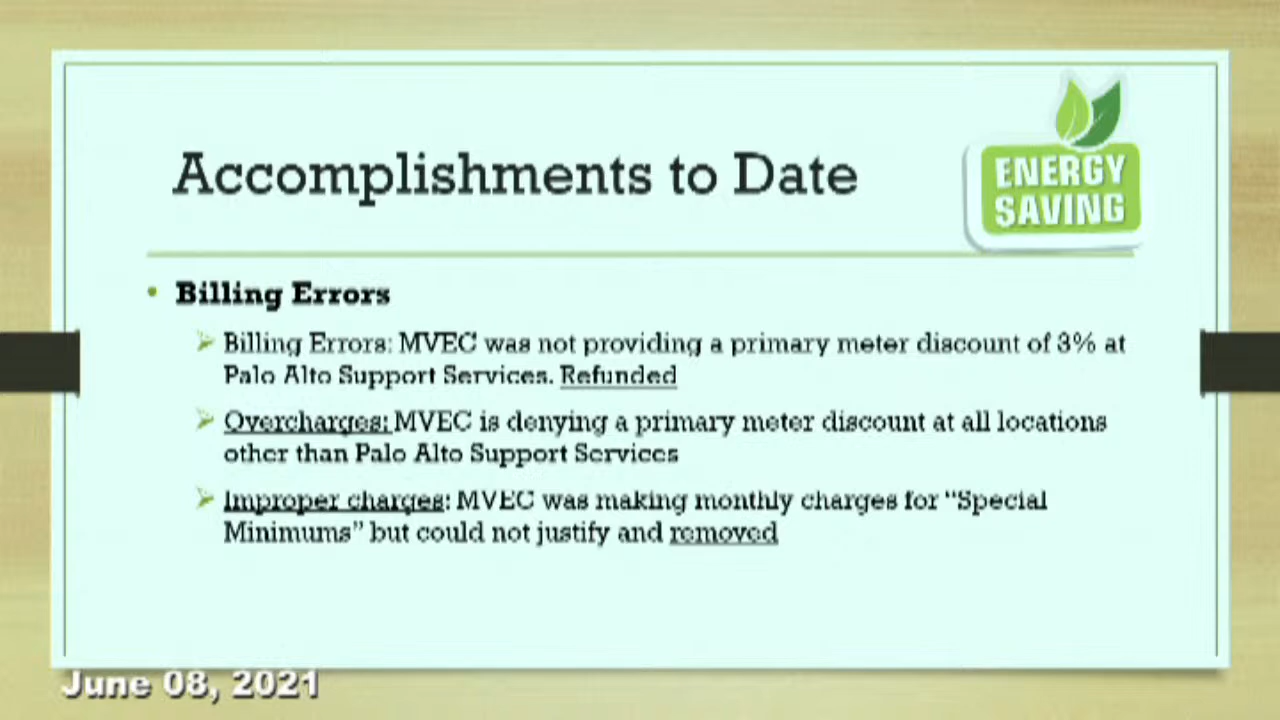 Accomplishments to Date
ENERGY
SAVING
• Billing Errors
Billing Errors: MVEC was not providing a primary meter discount of 3% at
Palo Alto Support Services. Refunded
Overcharges: MVEC is denying a primary meter discount at all locations
other than Palo Alto Support Services
Improper charges: MVEC was making monthly charges for “Special
Minimums” but could not justify and removed
June 08, 2021